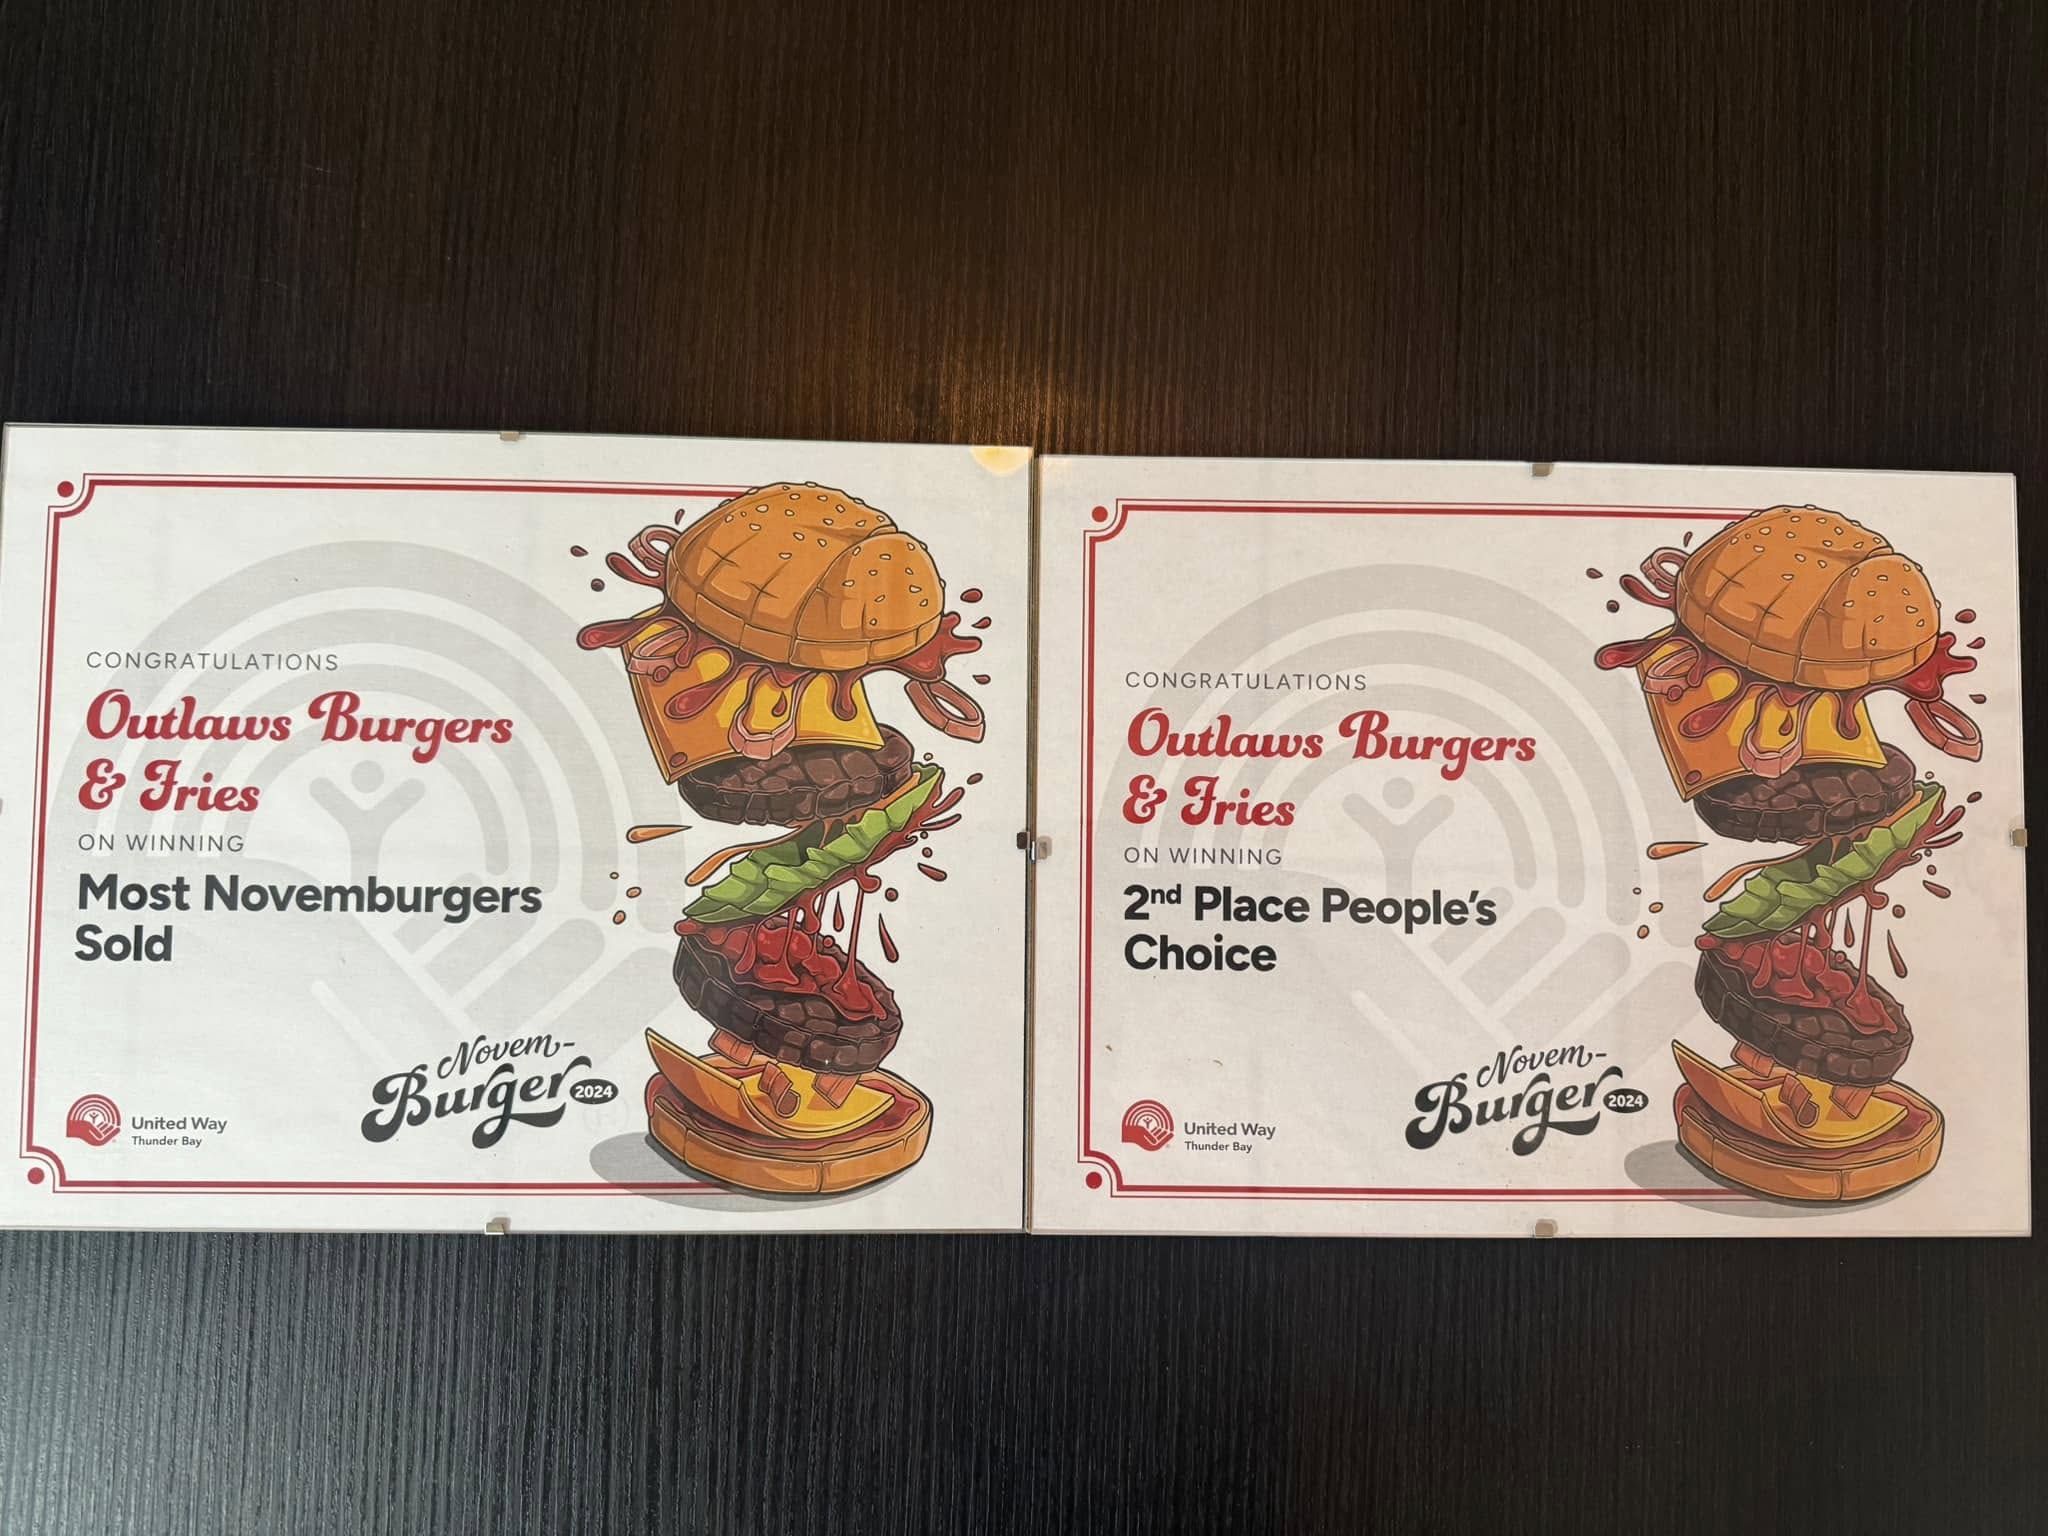 CONGRATULATIONS
Outlaws Burgers
& Fries
ON WINNING
Most Novemburgers
Sold
Novem-
Burger 2024
United Way
Thunder Bay
CONGRATULATIONS
Outlaws Burgers
& Fries
ON WINNING
2nd Place People's
Choice
Novem-
Burger 2024
United Way
Thunder Bay